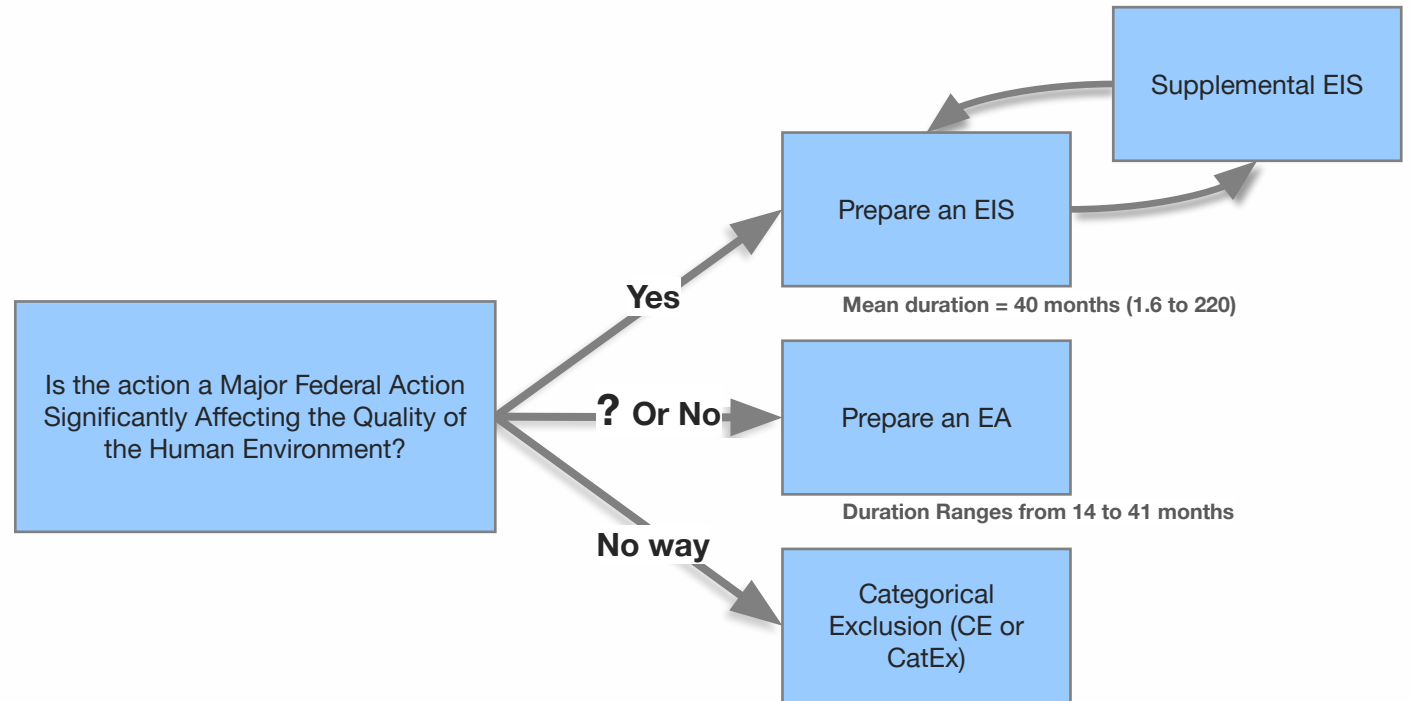 Supplemental EIS
Prepare an EIS
Yes
Mean duration = 40 months (1.6 to 220)
Is the action a Major Federal Action
Significantly Affecting the Quality of
the Human Environment?
? Or No
Prepare an EA
Duration Ranges from 14 to 41 months
No way
Categorical
Exclusion (CE or
CatEx)